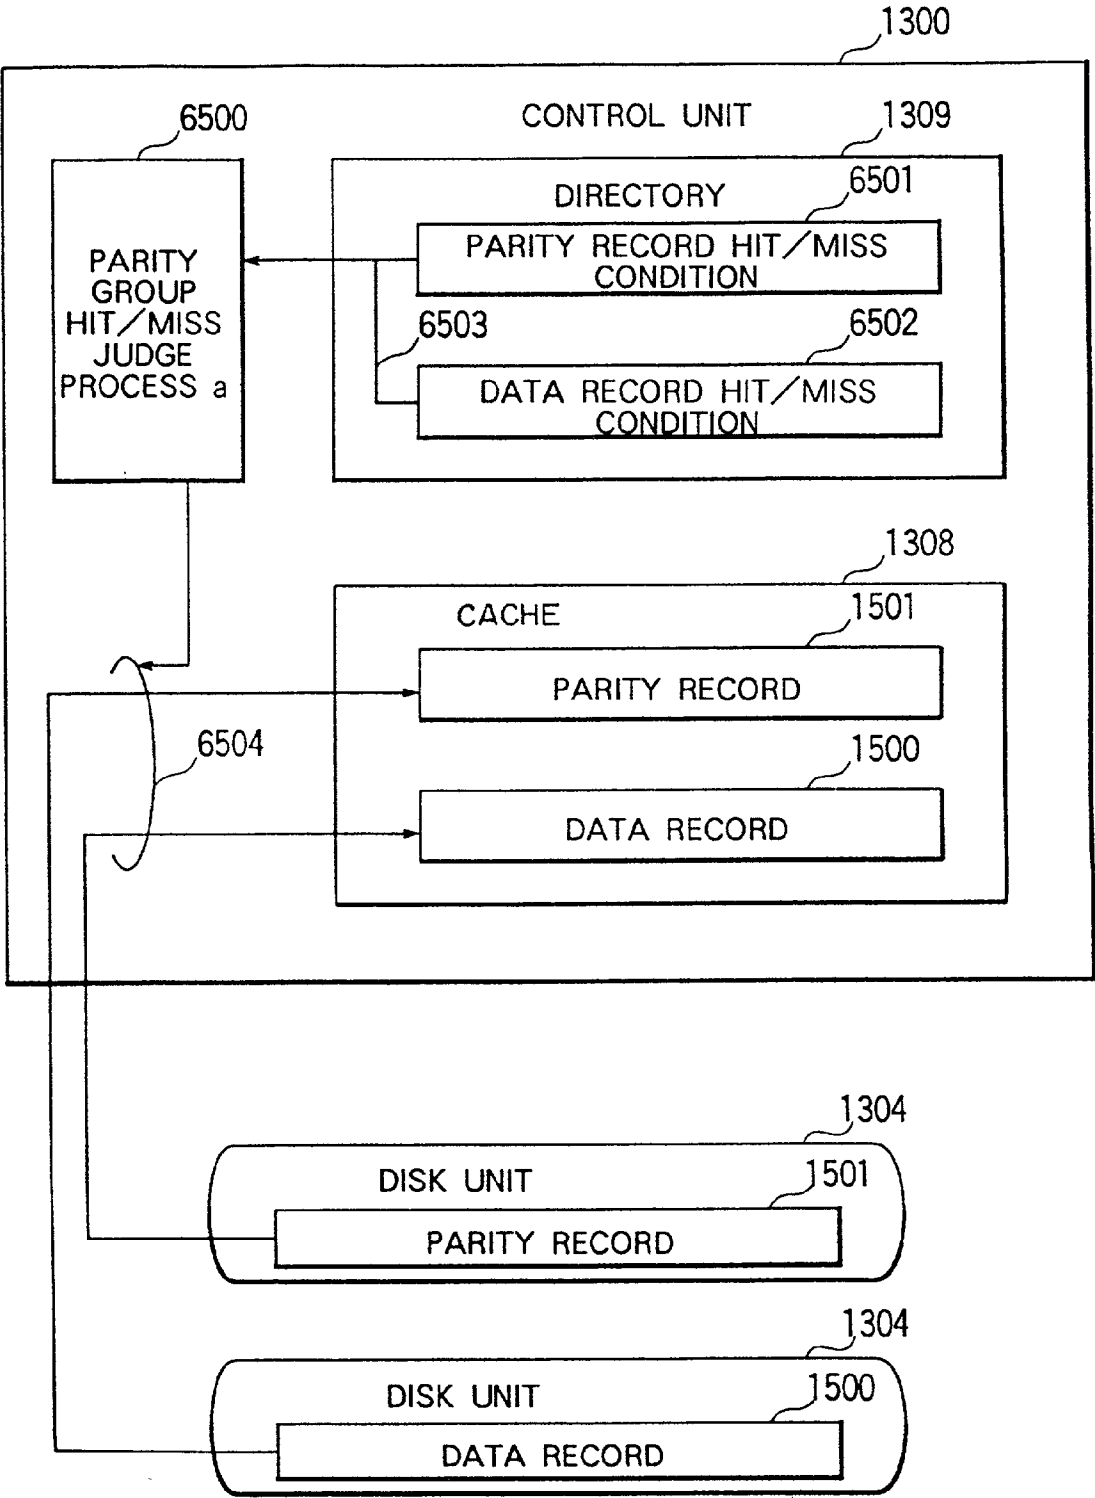 1300
CONTROL UNIT
6500
1309
DIRECTORY
6501
PARITY RECORD HIT/MISS
CONDITION
PARITY
GROUP
HIT/MISS
JUDGE
PROCESS a
6503
6502
DATA RECORD HIT/MISS
CONDITION
1308
CACHE
1501
PARITY RECORD
6504
1500
DATA RECORD
1304
DISK UNIT
1501
PARITY RECORD
1304
DISK UNIT
1500
DATA RECORD